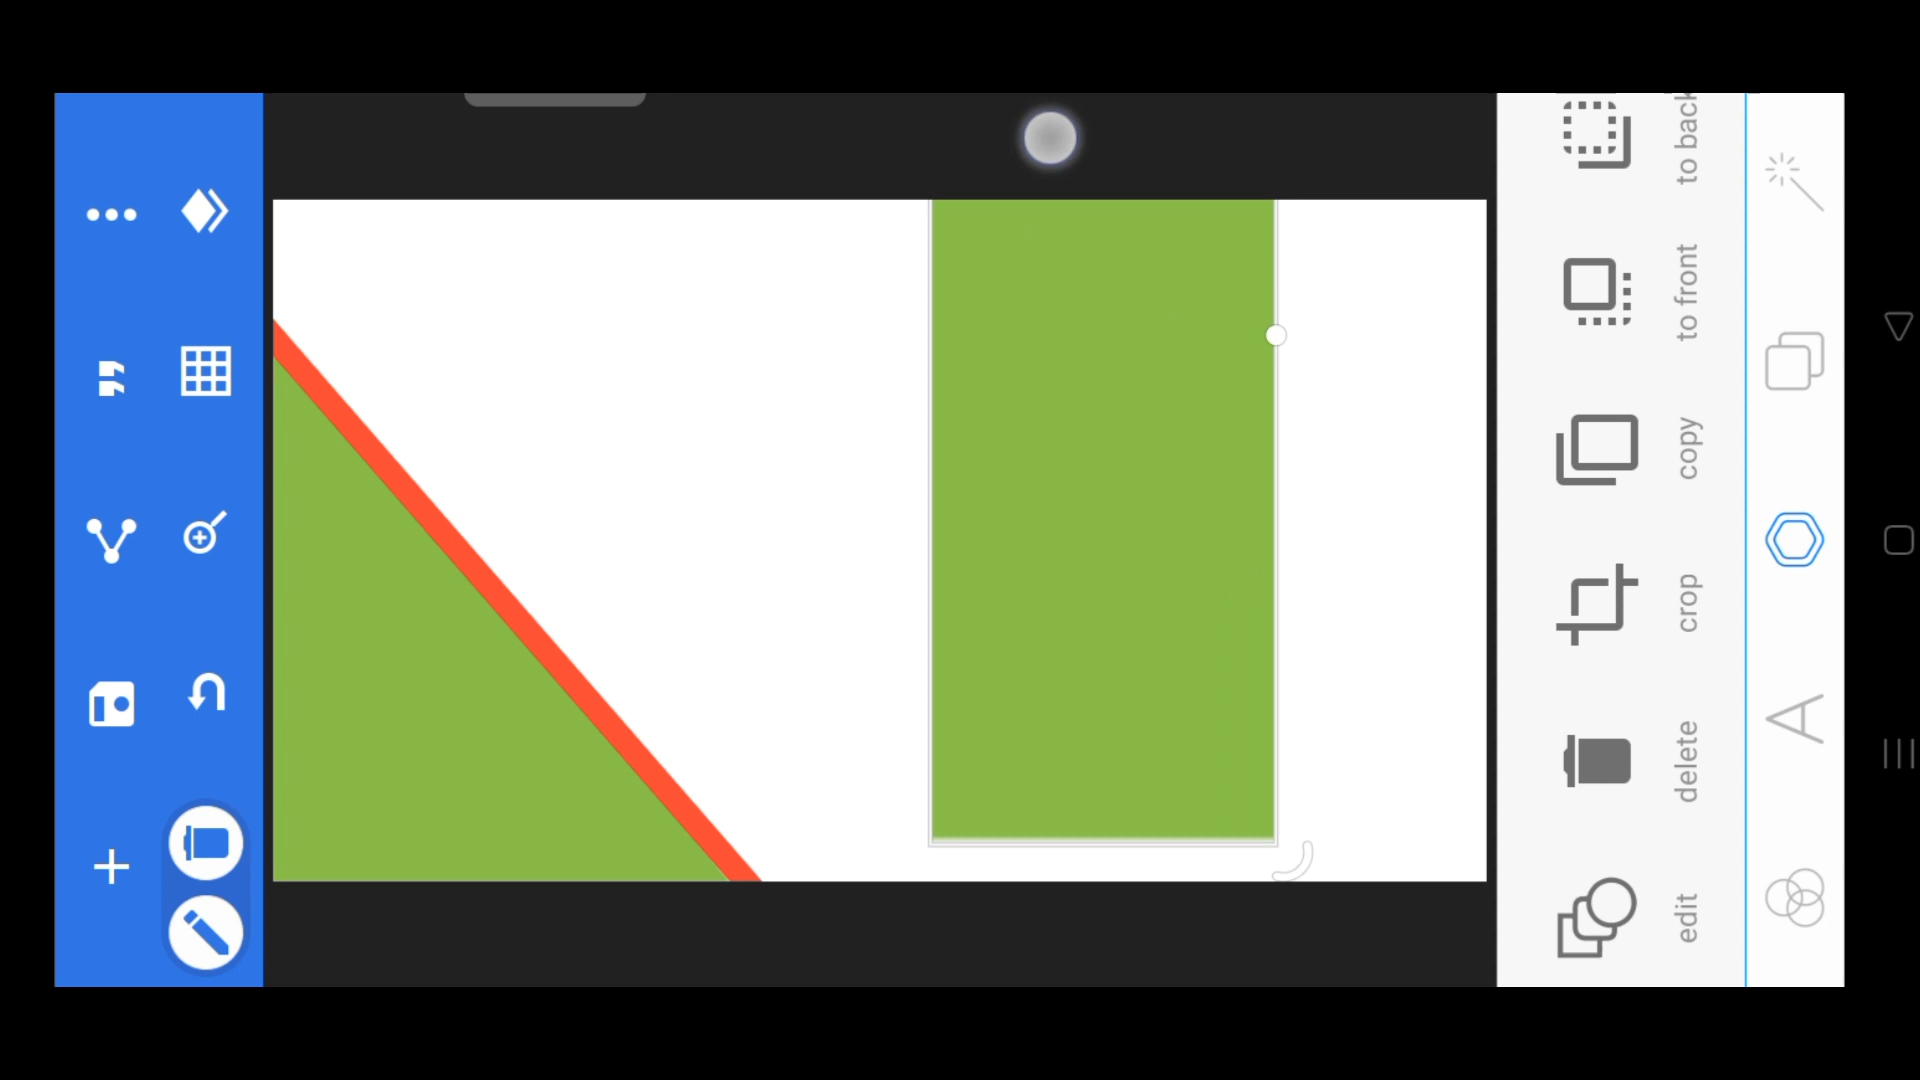 edit
delete
crop
copy
to front
to back